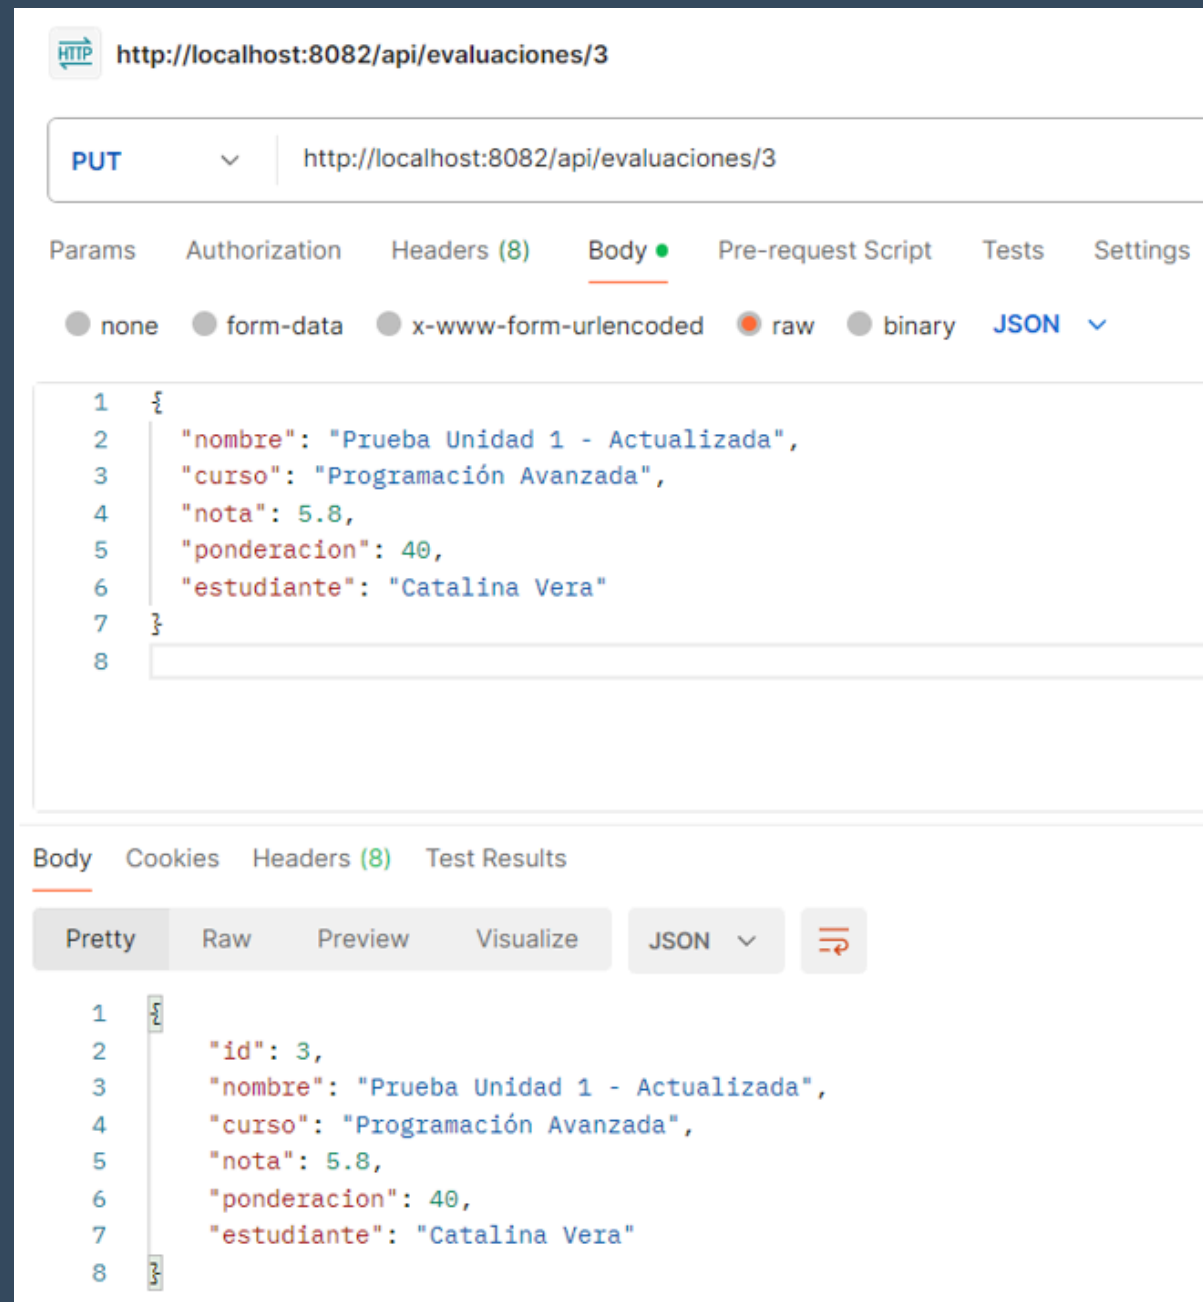 HTTP http://localhost:8082/api/evaluaciones/3
PUT http://localhost:8082/api/evaluaciones/3
Params Authorization Headers (8) Body Pre-request Script Tests Settings
none form-data x-www-form-urlencoded raw binary JSON
1 {
2 "nombre": "Prueba Unidad 1 - Actualizada",
3 "curso": "Programación Avanzada",
4 "nota": 5.8,
5 "ponderacion": 40,
6 "estudiante": "Catalina Vera"
7 }
8
Body Cookies Headers (8) Test Results
Pretty Raw Preview Visualize JSON
1 {
2 "id": 3,
3 "nombre": "Prueba Unidad 1 - Actualizada",
4 "curso": "Programación Avanzada",
5 "nota": 5.8,
6 "ponderacion": 40,
7 "estudiante": "Catalina Vera"
8 }